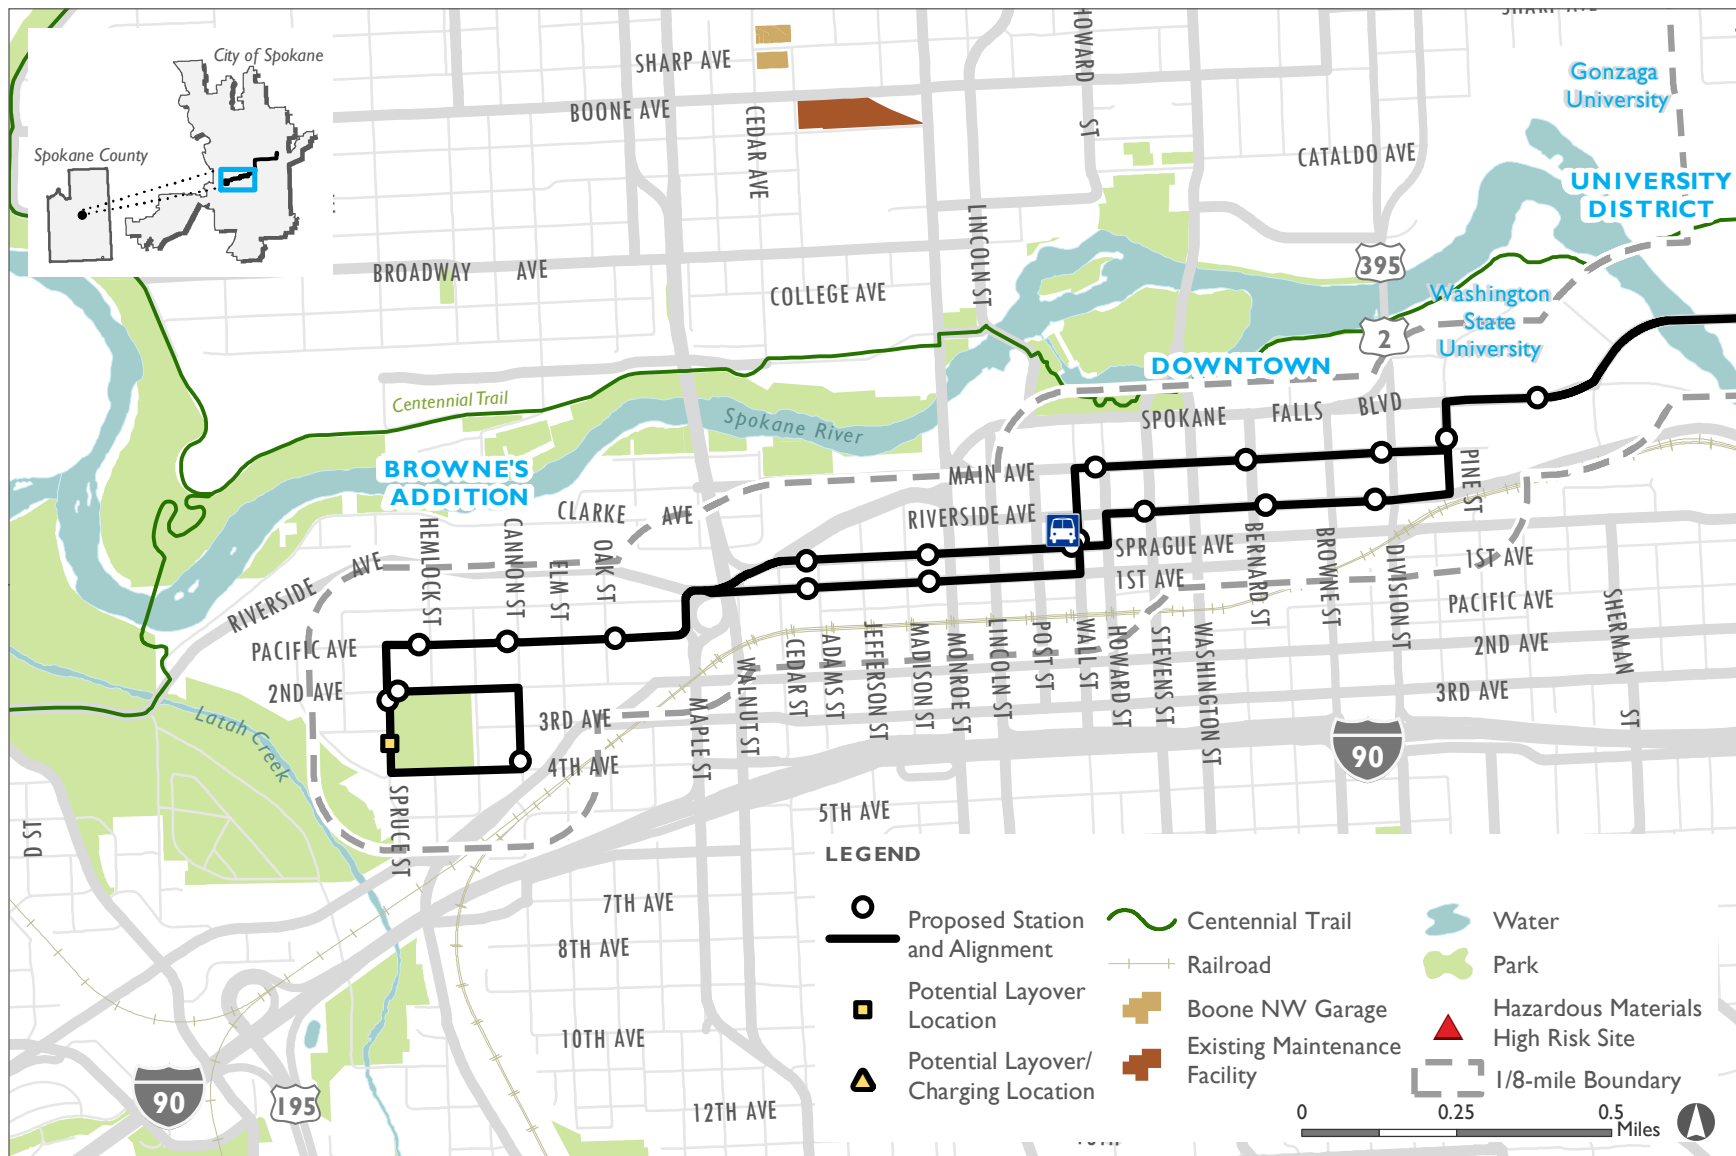 City of Spokane
Spokane County
SHARP AVE
BOONE AVE
CEDAR AVE
HOWARD ST
CATALDO AVE
Gonzaga
University
UNIVERSITY
DISTRICT
BROADWAY AVE
COLLEGE AVE
LINCOLN ST
395
2
Washington
State
University
DOWNTOWN
Centennial Trail
Spokane River
SPOKANE FALLS BLVD
BROWNE'S
ADDITION
MAIN AVE
CLARKE AVE
RIVERSIDE AVE
SPRAGUE AVE
1ST AVE
PINE ST
1ST AVE
RIVERSIDE AVE
HEMLOCK ST
CANNON ST
ELM ST
OAK ST
BERNARD ST
BROWNE ST
DIVISION ST
PACIFIC AVE
SHERMAN ST
PACIFIC AVE
2ND AVE
2ND AVE
3RD AVE
3RD AVE
4TH AVE
Latah Creek
SPRUCE ST
MAPLE ST
WALNUT ST
CEDAR ST
ADAMS ST
JEFFERSON ST
MADISON ST
MONROE ST
LINCOLN ST
POST ST
WALL ST
HOWARD ST
STEVENS ST
WASHINGTON ST
90
5TH AVE
D ST
7TH AVE
8TH AVE
10TH AVE
12TH AVE
90
195
LEGEND
Proposed Station
and Alignment
Potential Layover
Location
Potential Layover/
Charging Location
Centennial Trail
Railroad
Boone NW Garage
Existing Maintenance
Facility
Water
Park
Hazardous Materials
High Risk Site
1/8-mile Boundary
0 0.25 0.5
Miles